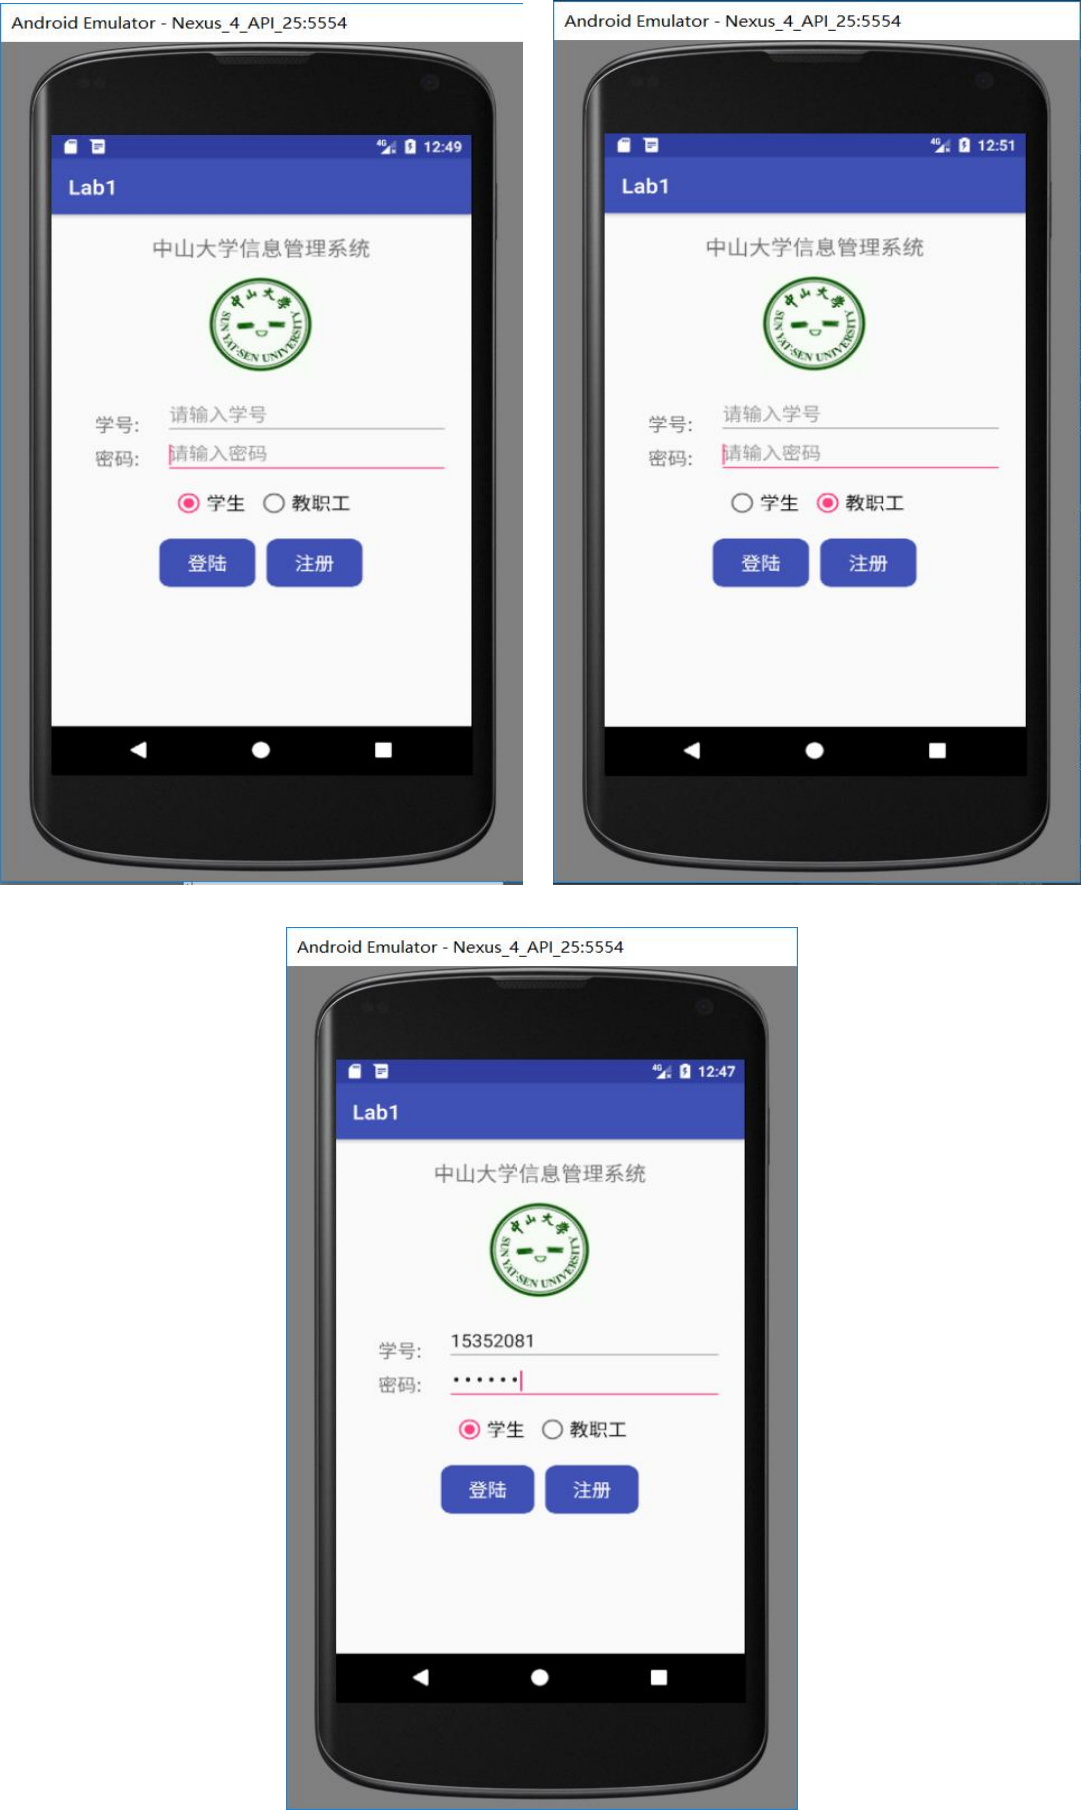 Android Emulator - Nexus_4_API_25:5554
4G 12:49
Lab1
中山大学信息管理系统
中山大学
SUN YAT-SEN UNIVERSITY
学号:
请输入学号
密码:
请输入密码
学生 教职工
登陆 注册
Android Emulator - Nexus_4_API_25:5554
4G 12:51
Lab1
中山大学信息管理系统
中山大学
SUN YAT-SEN UNIVERSITY
学号:
请输入学号
密码:
请输入密码
学生 教职工
登陆 注册
Android Emulator - Nexus_4_API_25:5554
4G 12:47
Lab1
中山大学信息管理系统
中山大学
SUN YAT-SEN UNIVERSITY
学号:
15352081
密码:
••••••
学生 教职工
登陆 注册